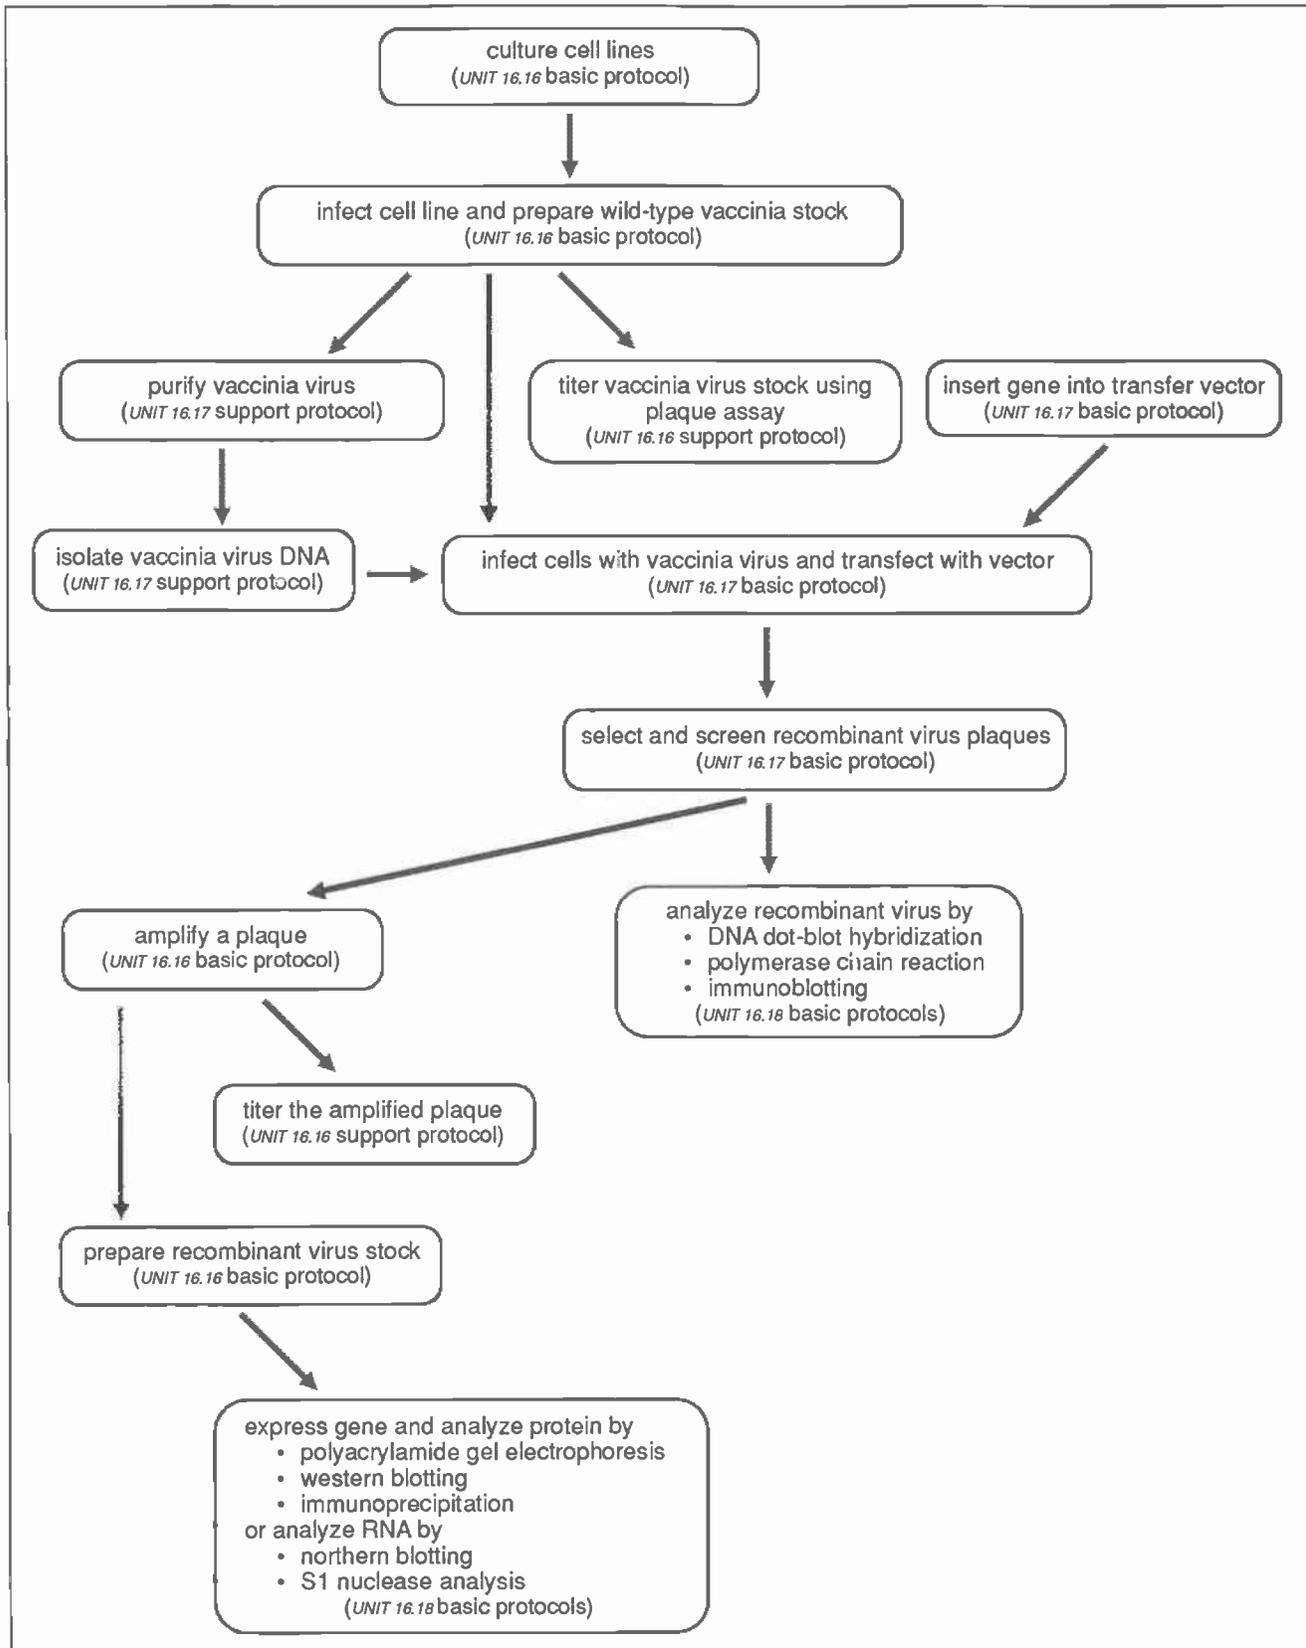 culture cell lines
(UNIT 16.16 basic protocol)
infect cell line and prepare wild-type vaccinia stock
(UNIT 16.16 basic protocol)
purify vaccinia virus
(UNIT 16.17 support protocol)
titer vaccinia virus stock using
plaque assay
(UNIT 16.16 support protocol)
insert gene into transfer vector
(UNIT 16.17 basic protocol)
isolate vaccinia virus DNA
(UNIT 16.17 support protocol)
infect cells with vaccinia virus and transfect with vector
(UNIT 16.17 basic protocol)
select and screen recombinant virus plaques
(UNIT 16.17 basic protocol)
amplify a plaque
(UNIT 16.16 basic protocol)
analyze recombinant virus by
• DNA dot-blot hybridization
• polymerase chain reaction
• immunoblotting
(UNIT 16.18 basic protocols)
titer the amplified plaque
(UNIT 16.16 support protocol)
prepare recombinant virus stock
(UNIT 16.16 basic protocol)
express gene and analyze protein by
• polyacrylamide gel electrophoresis
• western blotting
• immunoprecipitation
or analyze RNA by
• northern blotting
• S1 nuclease analysis
(UNIT 16.18 basic protocols)